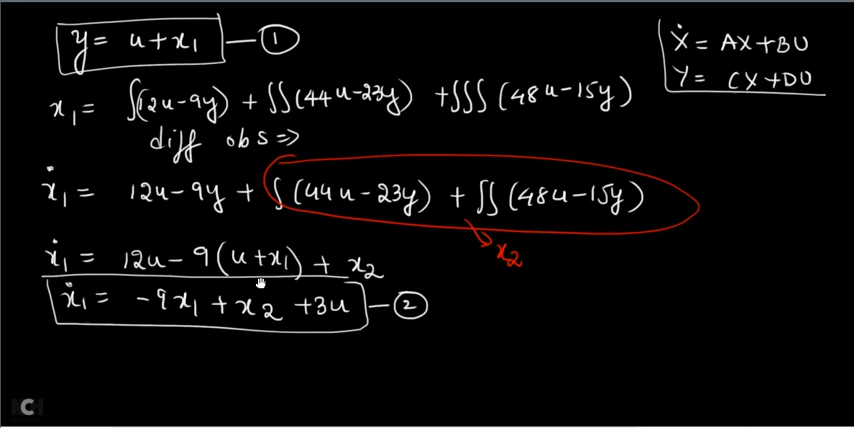 y = u + x₁ — ①
Ẋ = AX + BU
Y = CX + DU
x₁ = ∫(12u - 9y) + ∫∫(44u - 23y) + ∫∫∫(48u - 15y)
diff obs ⇒
ẋ₁ = 12u - 9y + ∫(44u - 23y) + ∫∫(48u - 15y)
x₂
ẋ₁ = 12u - 9(u + x₁) + x₂
ẋ₁ = -9x₁ + x₂ + 3u — ②